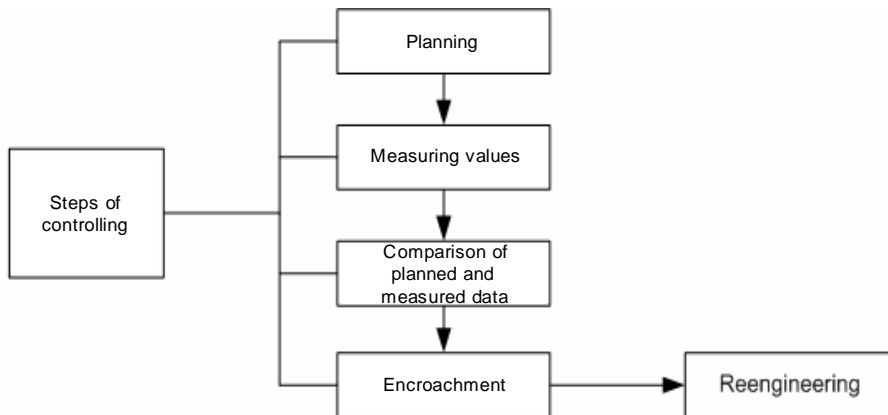 Planning
Measuring values
Steps of
controlling
Comparison of
planned and
measured data
Encroachment
Reengineering